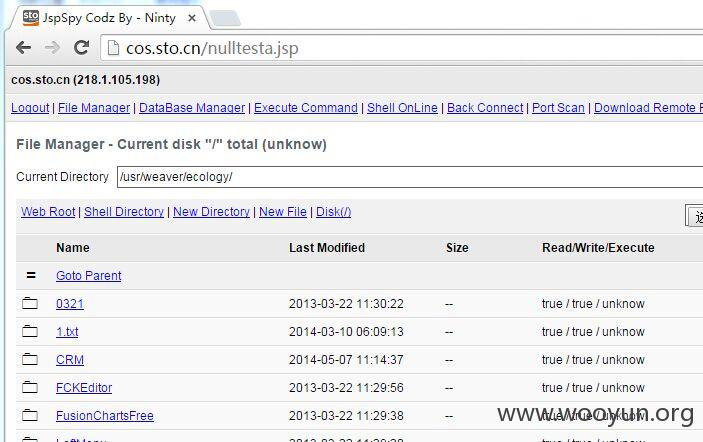 sto JspSpy Codz By - Ninty ×
cos.sto.cn/nulltesta.jsp
cos.sto.cn (218.1.105.198)
Logout | File Manager | DataBase Manager | Execute Command | Shell OnLine | Back Connect | Port Scan | Download Remote F
File Manager - Current disk "/" total (unknow)
Current Directory /usr/weaver/ecology/
Web Root | Shell Directory | New Directory | New File | Disk(/)
Name Last Modified Size Read/Write/Execute
= Goto Parent
0321 2013-03-22 11:30:22 -- true / true / unknow
1.txt 2014-03-10 06:09:13 -- true / true / unknow
CRM 2014-05-07 11:14:37 -- true / true / unknow
FCKEditor 2013-03-22 11:29:56 -- true / true / unknow
FusionChartsFree 2013-03-22 11:29:38 -- true / true / unknow
www.wooyun.org